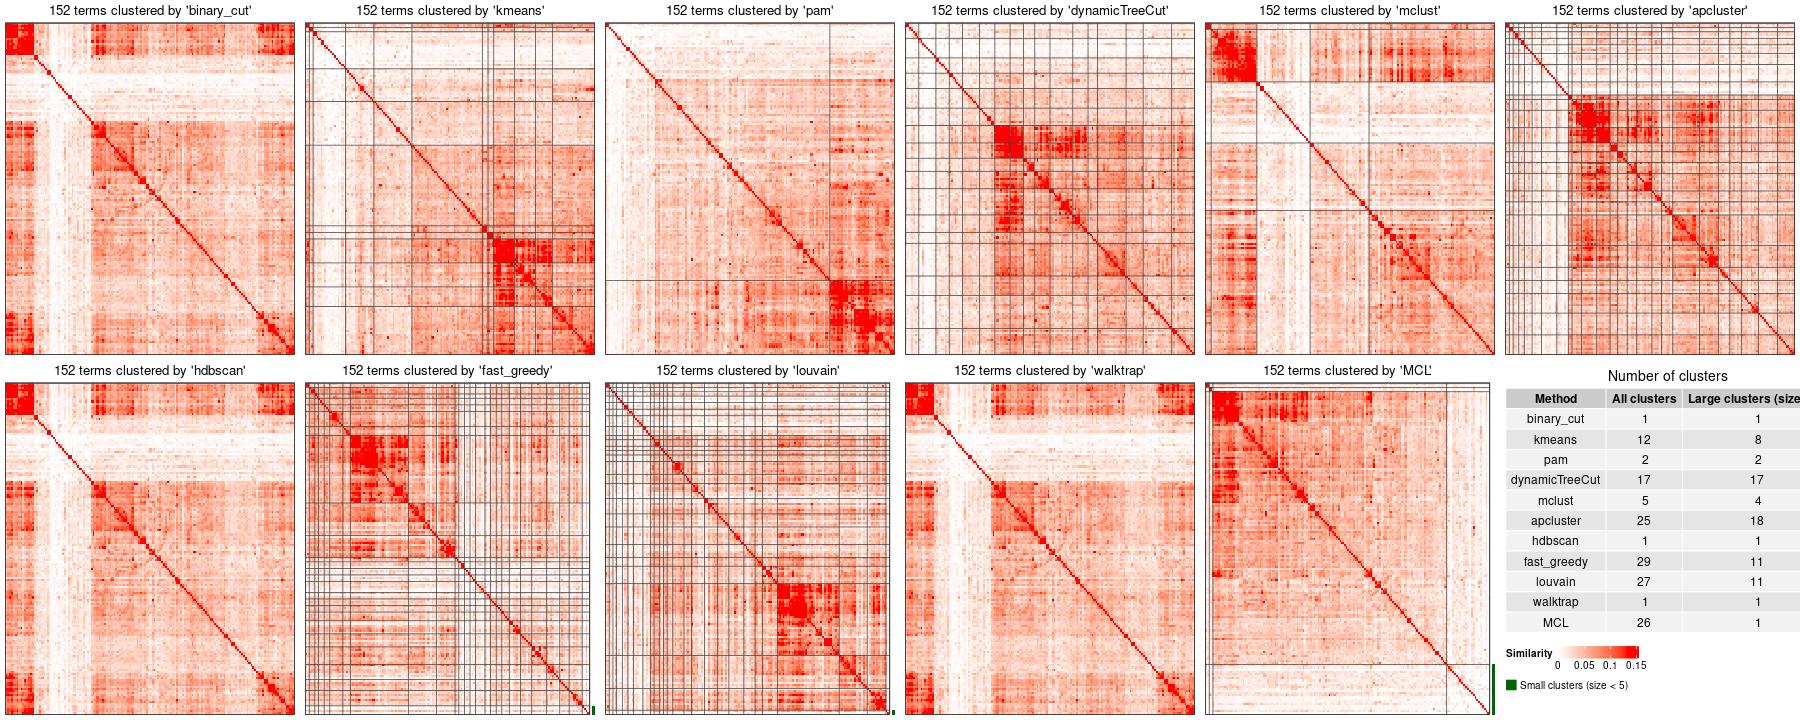 152 terms clustered by 'binary_cut'
152 terms clustered by 'kmeans'
152 terms clustered by 'pam'
152 terms clustered by 'dynamicTreeCut'
152 terms clustered by 'mclust'
152 terms clustered by 'apcluster'
152 terms clustered by 'hdbscan'
152 terms clustered by 'fast_greedy'
152 terms clustered by 'louvain'
152 terms clustered by 'walktrap'
152 terms clustered by 'MCL'
Number of clusters
Method All clusters Large clusters (size
binary_cut 1 1
kmeans 12 8
pam 2 2
dynamicTreeCut 17 17
mclust 5 4
apcluster 25 18
hdbscan 1 1
fast_greedy 29 11
louvain 27 11
walktrap 1 1
MCL 26 1
Similarity
0 0.05 0.1 0.15
Small clusters (size < 5)